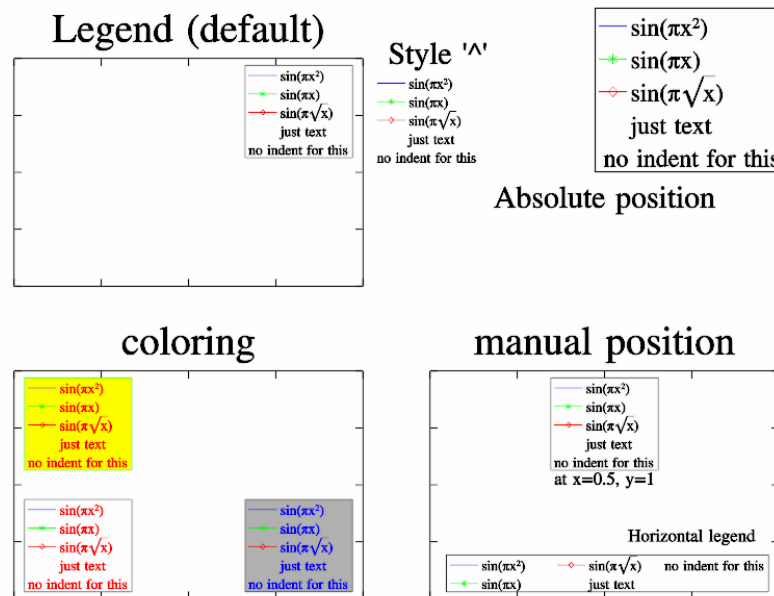 Legend (default)
sin(πx²)
sin(πx)
sin(π√x)
just text
no indent for this
Style '^'
sin(πx²)
sin(πx)
sin(π√x)
just text
no indent for this
sin(πx²)
sin(πx)
sin(π√x)
just text
no indent for this
Absolute position
coloring
sin(πx²)
sin(πx)
sin(π√x)
just text
no indent for this
sin(πx²)
sin(πx)
sin(π√x)
just text
no indent for this
sin(πx²)
sin(πx)
sin(π√x)
just text
no indent for this
manual position
sin(πx²)
sin(πx)
sin(π√x)
just text
no indent for this
at x=0.5, y=1
Horizontal legend
sin(πx²) sin(π√x) no indent for this
sin(πx) just text